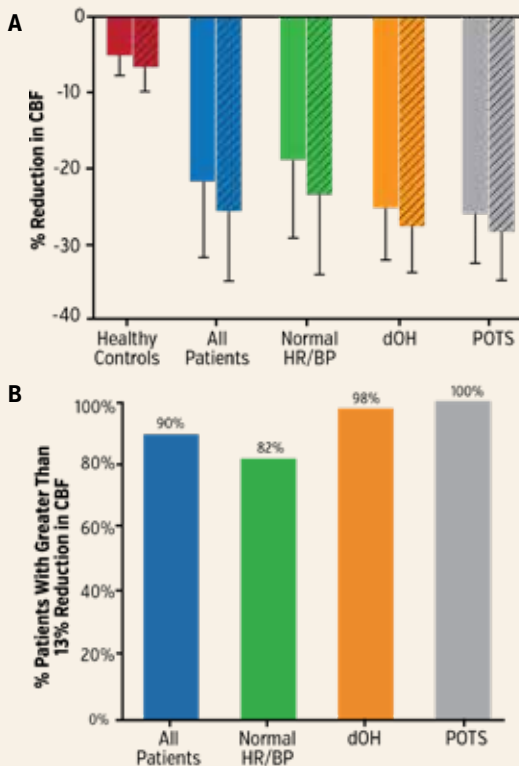 A
% Reduction in CBF
0
-10
-20
-30
-40
Healthy
Controls
All
Patients
Normal
HR/BP
dOH
POTS
B
% Patients With Greater Than
13% Reduction in CBF
100%
80%
60%
40%
20%
0%
90%
82%
98%
100%
All
Patients
Normal
HR/BP
dOH
POTS